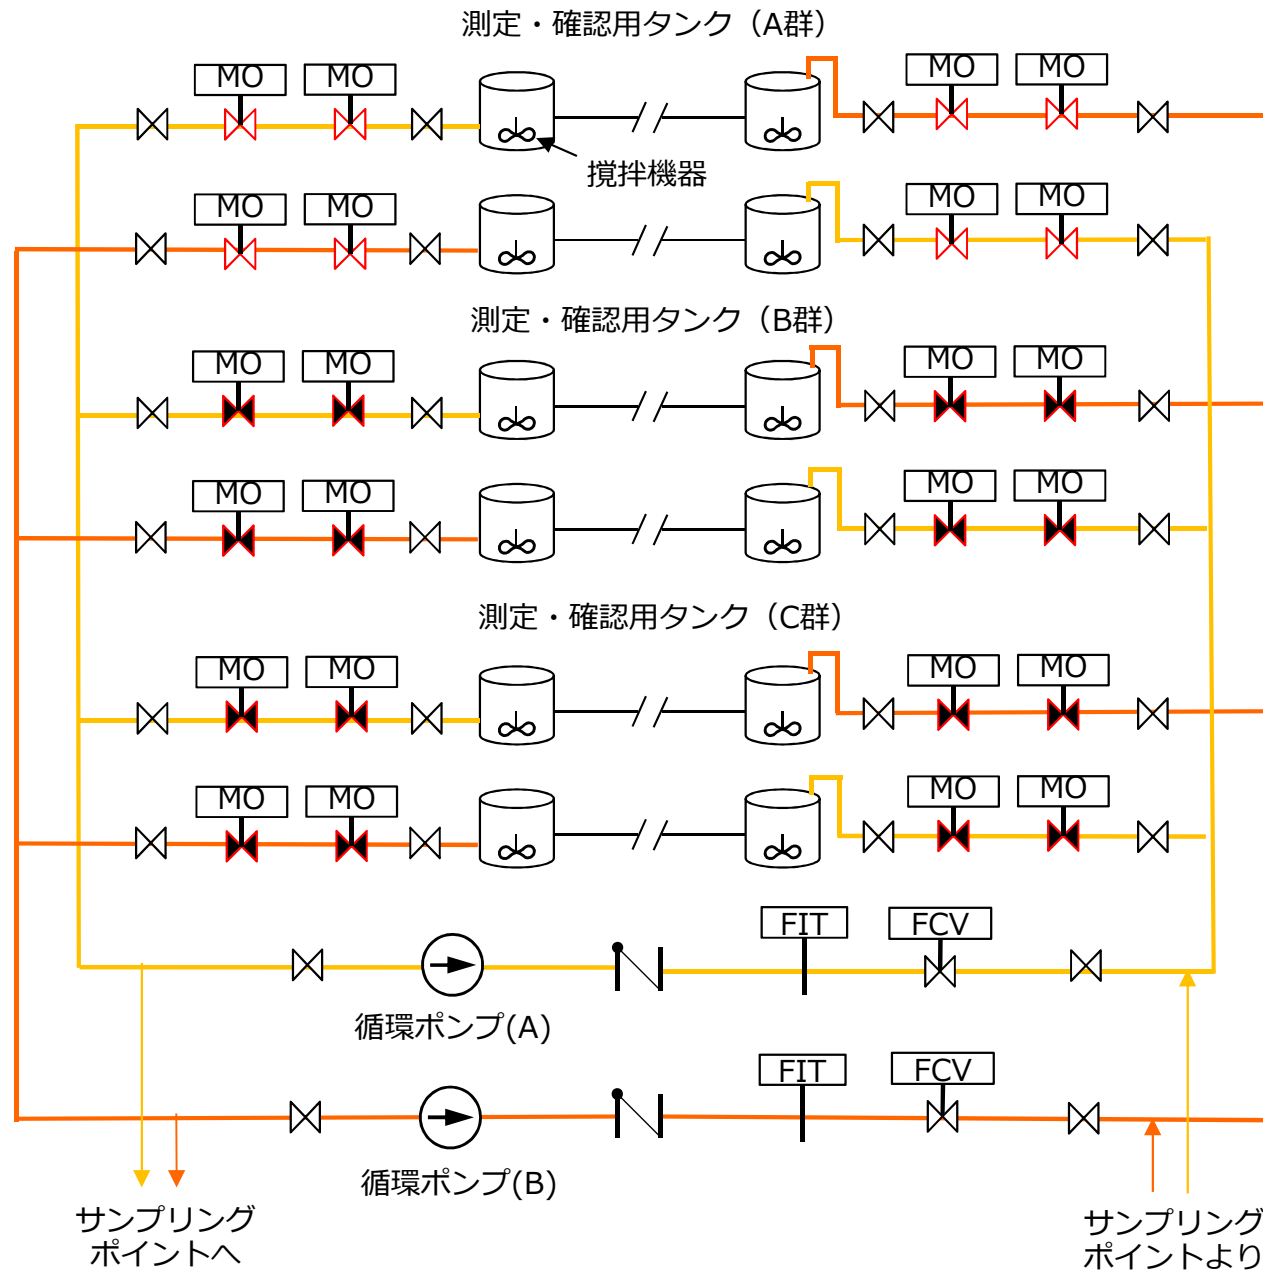 測定・確認用タンク（A群）
MO MO MO MO
撹拌機器
MO MO MO MO
測定・確認用タンク（B群）
MO MO MO MO
MO MO MO MO
測定・確認用タンク（C群）
MO MO MO MO
MO MO MO MO
FIT FCV
循環ポンプ(A)
FIT FCV
循環ポンプ(B)
サンプリング
ポイントへ
サンプリング
ポイントより